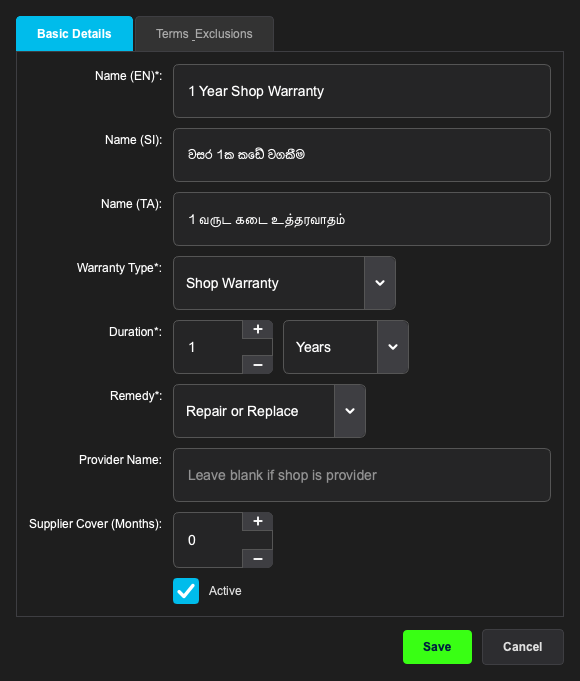 Basic Details
Terms_Exclusions
Name (EN)*:
1 Year Shop Warranty
Name (SI):
වසර 1ක කඩේ වගකීම
Name (TA):
1 வருட கடை உத்தரவாதம்
Warranty Type*:
Shop Warranty
Duration*:
1
Years
Remedy*:
Repair or Replace
Provider Name:
Leave blank if shop is provider
Supplier Cover (Months):
0
Active
Save
Cancel